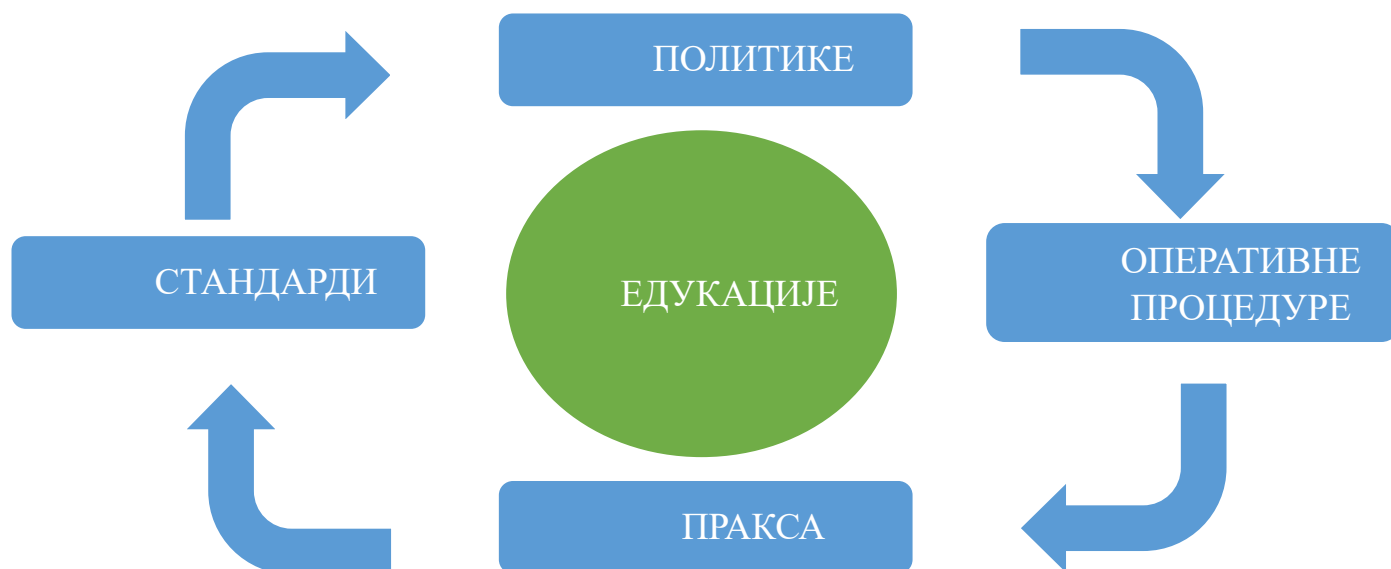 ПОЛИТИКЕ
СТАНДАРДИ
ЕДУКАЦИЈЕ
ОПЕРАТИВНЕ
ПРОЦЕДУРЕ
ПРАКСА